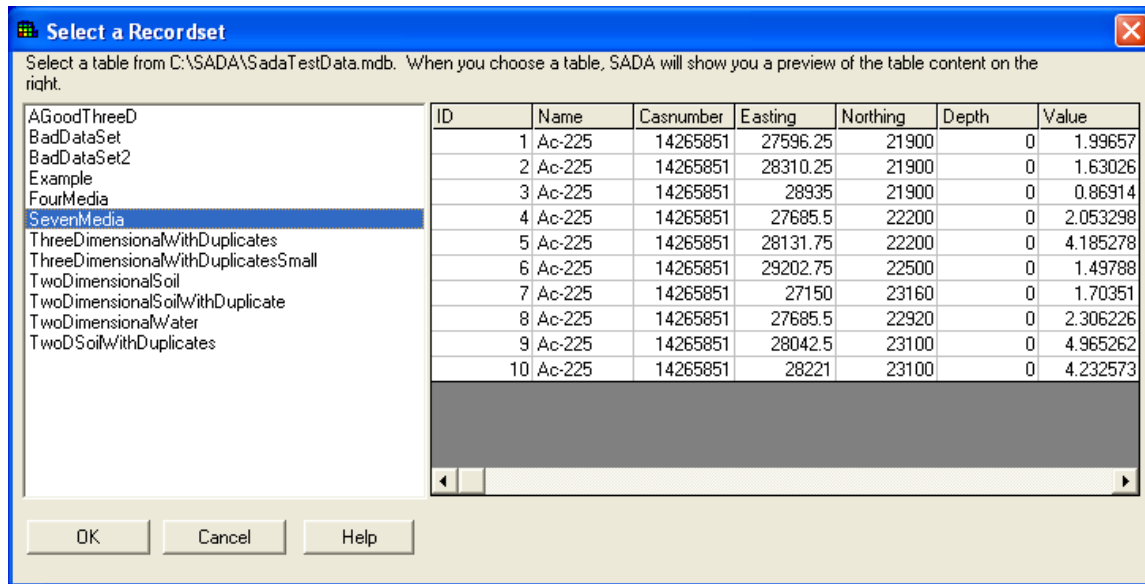 Select a Recordset
Select a table from C:\SADA\SadaTestData.mdb. When you choose a table, SADA will show you a preview of the table content on the
right.
AGoodThreeD
BadDataSet
BadDataSet2
Example
FourMedia
SevenMedia
ThreeDimensionalWithDuplicates
ThreeDimensionalWithDuplicatesSmall
TwoDimensionalSoil
TwoDimensionalSoilWithDuplicate
TwoDimensionalWater
TwoDSoilWithDuplicates
ID Name Casnumber Easting Northing Depth Value
1 Ac-225 14265851 27596.25 21900 0 1.99657
2 Ac-225 14265851 28310.25 21900 0 1.63026
3 Ac-225 14265851 28935 21900 0 0.86914
4 Ac-225 14265851 27685.5 22200 0 2.053298
5 Ac-225 14265851 28131.75 22200 0 4.185278
6 Ac-225 14265851 29202.75 22500 0 1.49788
7 Ac-225 14265851 27150 23160 0 1.70351
8 Ac-225 14265851 27685.5 22920 0 2.306226
9 Ac-225 14265851 28042.5 23100 0 4.965262
10 Ac-225 14265851 28221 23100 0 4.232573
OK Cancel Help